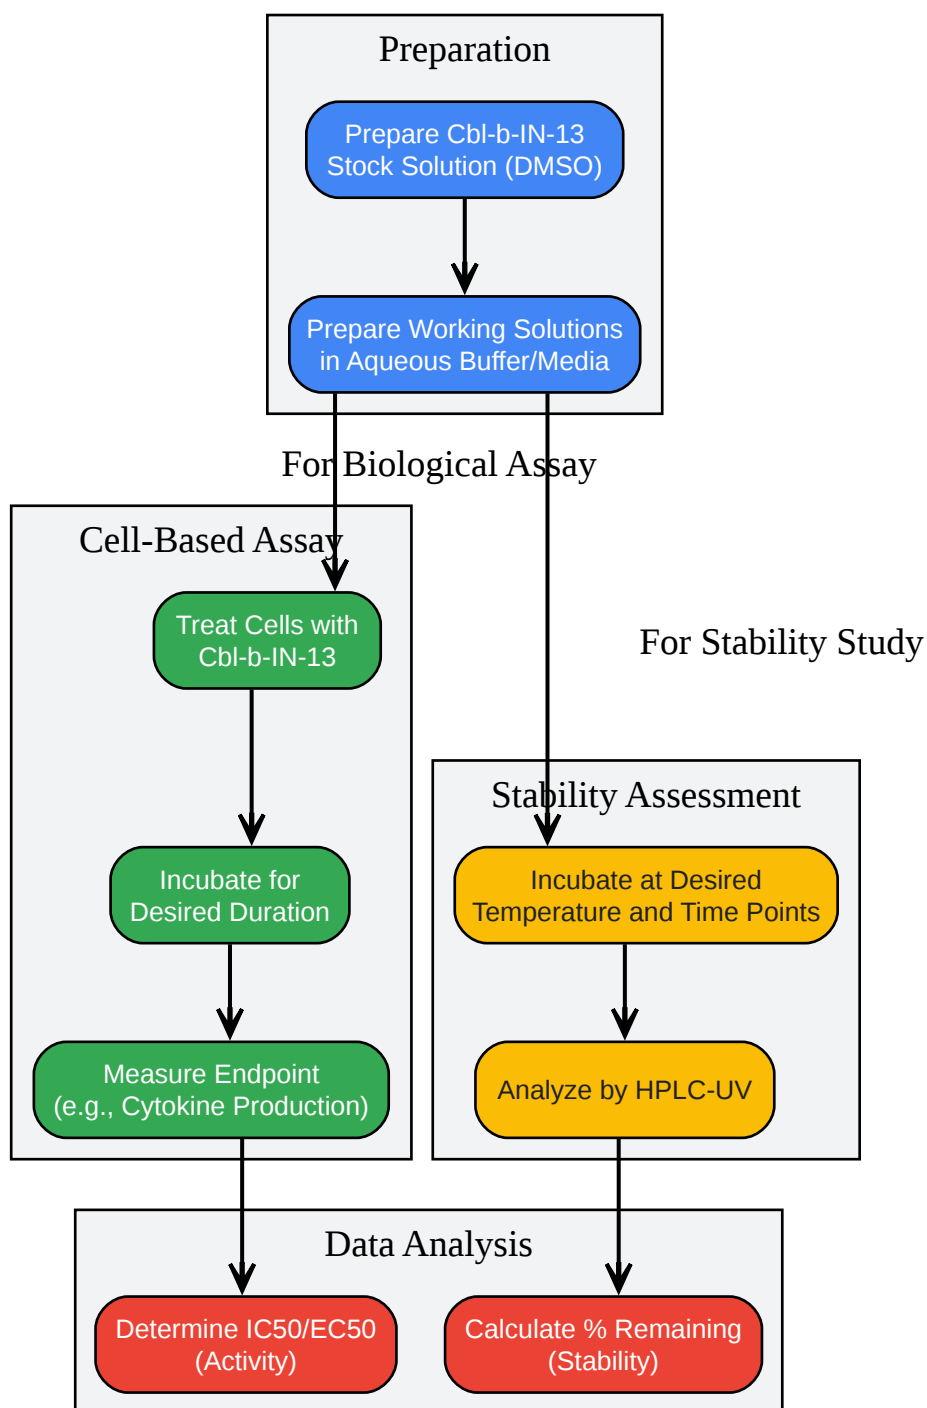 Preparation
Prepare Cbl-b-IN-13
Stock Solution (DMSO)
Prepare Working Solutions
in Aqueous Buffer/Media
For Biological Assay
Cell-Based Assay
Treat Cells with
Cbl-b-IN-13
For Stability Study
Stability Assessment
Incubate for
Desired Duration
Incubate at Desired
Temperature and Time Points
Measure Endpoint
(e.g., Cytokine Production)
Analyze by HPLC-UV
Data Analysis
Determine IC50/EC50
(Activity)
Calculate % Remaining
(Stability)